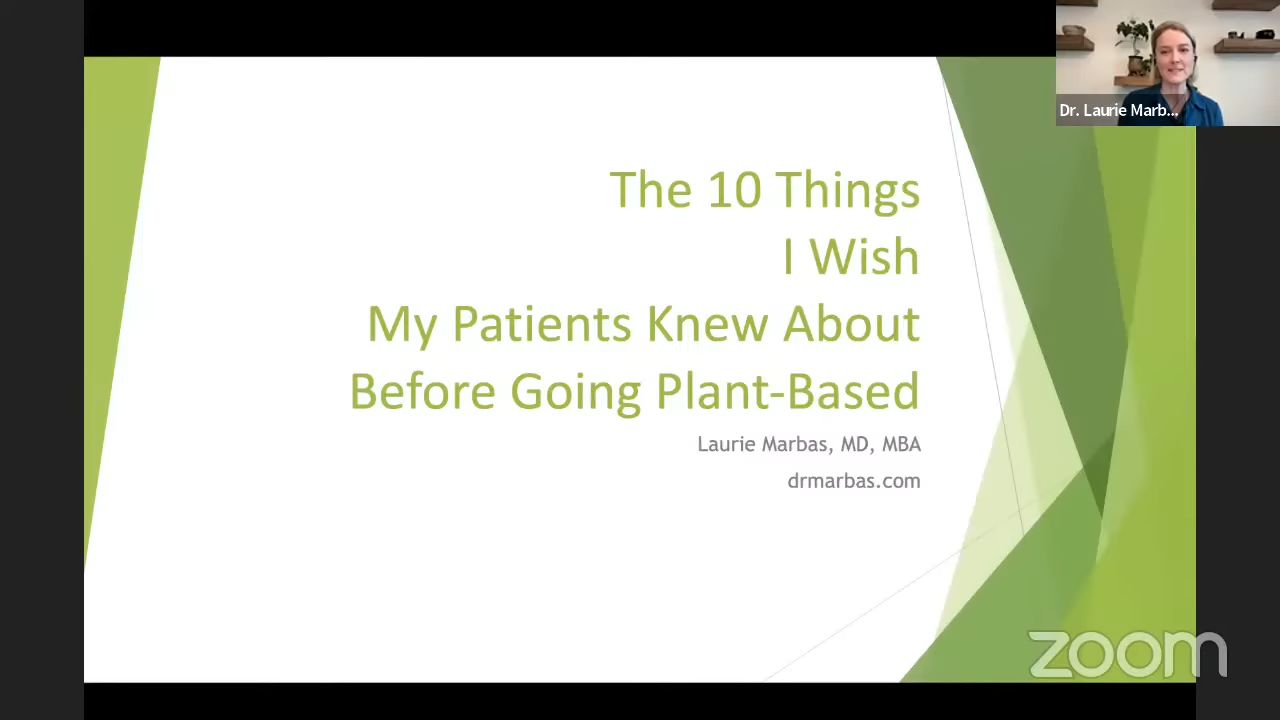 The 10 Things
I Wish
My Patients Knew About
Before Going Plant-Based
Laurie Marbas, MD, MBA
drmarbas.com
Dr. Laurie Marb...
zoom